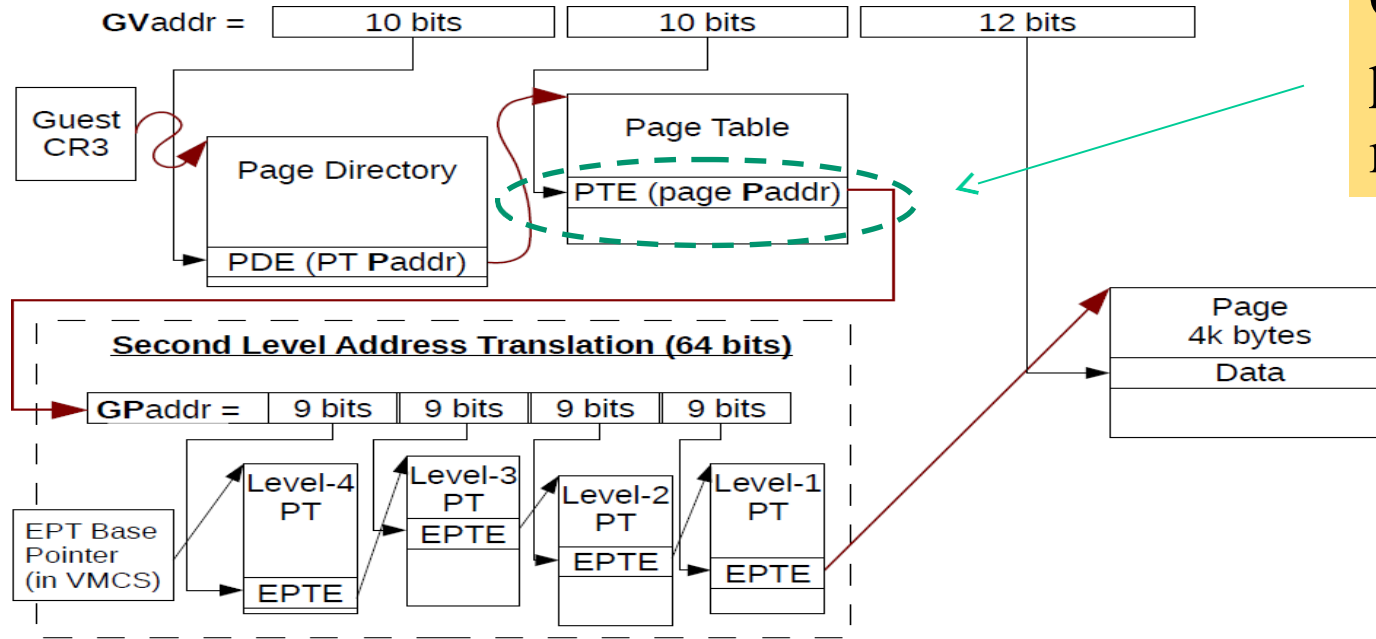 GVaddr = 10 bits 10 bits 12 bits
Guest
CR3
Page Directory
PDE (PT Paddr)
Page Table
PTE (page Paddr)
Page
4k bytes
Data
Second Level Address Translation (64 bits)
GPaddr = 9 bits 9 bits 9 bits 9 bits
EPT Base
Pointer
(in VMCS)
Level-4
PT
EPTE
Level-3
PT
EPTE
Level-2
PT
EPTE
Level-1
PT
EPTE